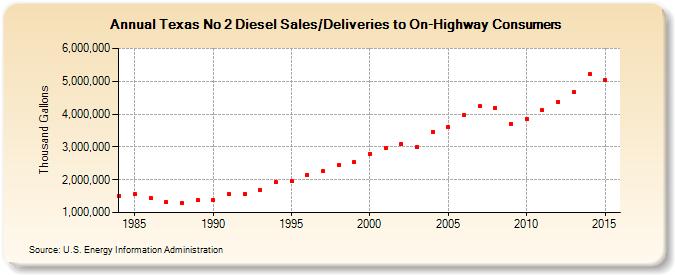 Annual Texas No 2 Diesel Sales/Deliveries to On-Highway Consumers
Thousand Gallons
6,000,000
5,000,000
4,000,000
3,000,000
2,000,000
1,000,000
1985 1990 1995 2000 2005 2010 2015
Source: U.S. Energy Information Administration